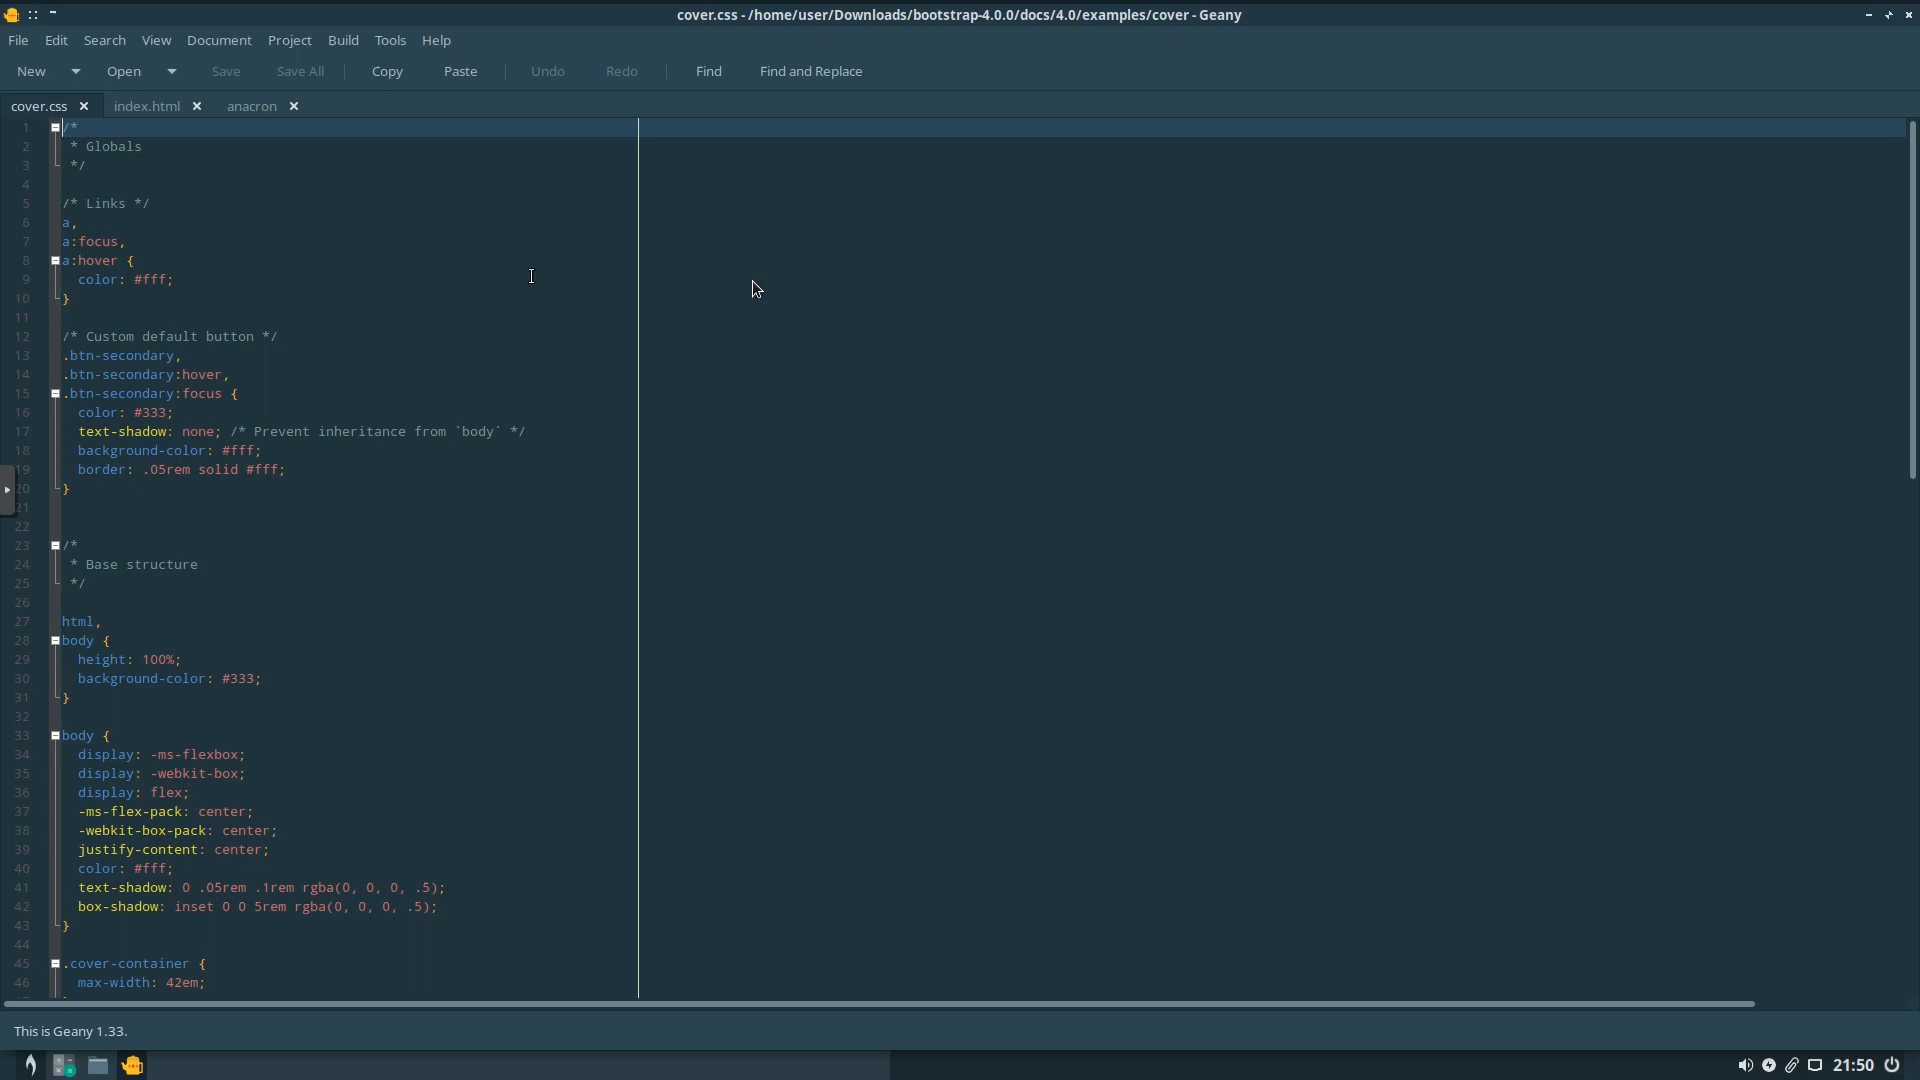 cover.css - /home/user/Downloads/bootstrap-4.0.0/docs/4.0/examples/cover - Geany
File Edit Search View Document Project Build Tools Help
New Open Save Save All Copy Paste Undo Redo Find Find and Replace
cover.css index.html anacron
1 /*
2  * Globals
3  */
4
5 /* Links */
6 a,
7 a:focus,
8 a:hover {
9   color: #fff;
10 }
11
12 /* Custom default button */
13 .btn-secondary,
14 .btn-secondary:hover,
15 .btn-secondary:focus {
16   color: #333;
17   text-shadow: none; /* Prevent inheritance from `body` */
18   background-color: #fff;
19   border: .05rem solid #fff;
20 }
21
22
23 /*
24  * Base structure
25  */
26
27 html,
28 body {
29   height: 100%;
30   background-color: #333;
31 }
32
33 body {
34   display: -ms-flexbox;
35   display: -webkit-box;
36   display: flex;
37   -ms-flex-pack: center;
38   -webkit-box-pack: center;
39   justify-content: center;
40   color: #fff;
41   text-shadow: 0 .05rem .1rem rgba(0, 0, 0, .5);
42   box-shadow: inset 0 0 5rem rgba(0, 0, 0, .5);
43 }
44
45 .cover-container {
46   max-width: 42em;
This is Geany 1.33.
21:50